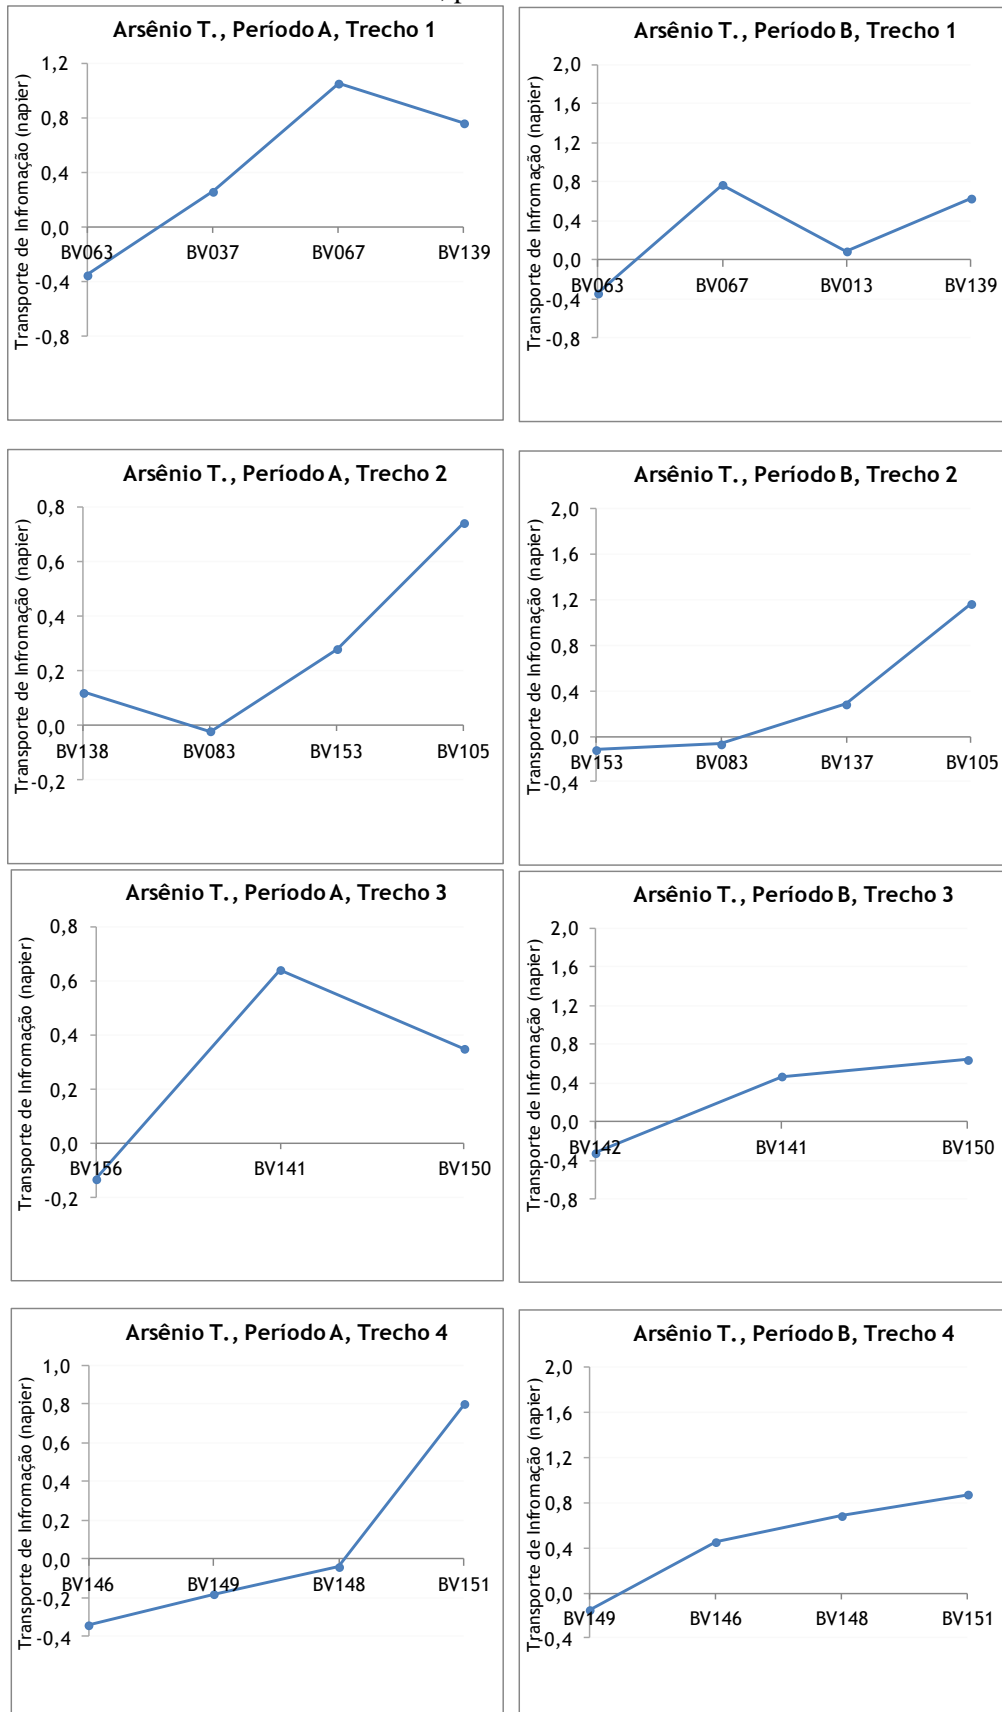 Arsênio T., Período A, Trecho 1
Transporte de Infromação (napier)
1,2
0,8
0,4
0,0
-0,4
-0,8
BV063 BV037 BV067 BV139
Arsênio T., Período B, Trecho 1
Transporte de Infromação (napier)
2,0
1,6
1,2
0,8
0,4
0,0
-0,4
-0,8
BV063 BV067 BV013 BV139
Arsênio T., Período A, Trecho 2
Transporte de Infromação (napier)
0,8
0,6
0,4
0,2
0,0
-0,2
BV138 BV083 BV153 BV105
Arsênio T., Período B, Trecho 2
Transporte de Infromação (napier)
2,0
1,6
1,2
0,8
0,4
0,0
-0,4
BV153 BV083 BV137 BV105
Arsênio T., Período A, Trecho 3
Transporte de Infromação (napier)
0,8
0,6
0,4
0,2
0,0
-0,2
BV156 BV141 BV150
Arsênio T., Período B, Trecho 3
Transporte de Infromação (napier)
2,0
1,6
1,2
0,8
0,4
0,0
-0,4
-0,8
BV142 BV141 BV150
Arsênio T., Período A, Trecho 4
Transporte de Infromação (napier)
1,0
0,8
0,6
0,4
0,2
0,0
-0,2
-0,4
BV146 BV149 BV148 BV151
Arsênio T., Período B, Trecho 4
Transporte de Infromação (napier)
2,0
1,6
1,2
0,8
0,4
0,0
-0,4
BV149 BV146 BV148 BV151